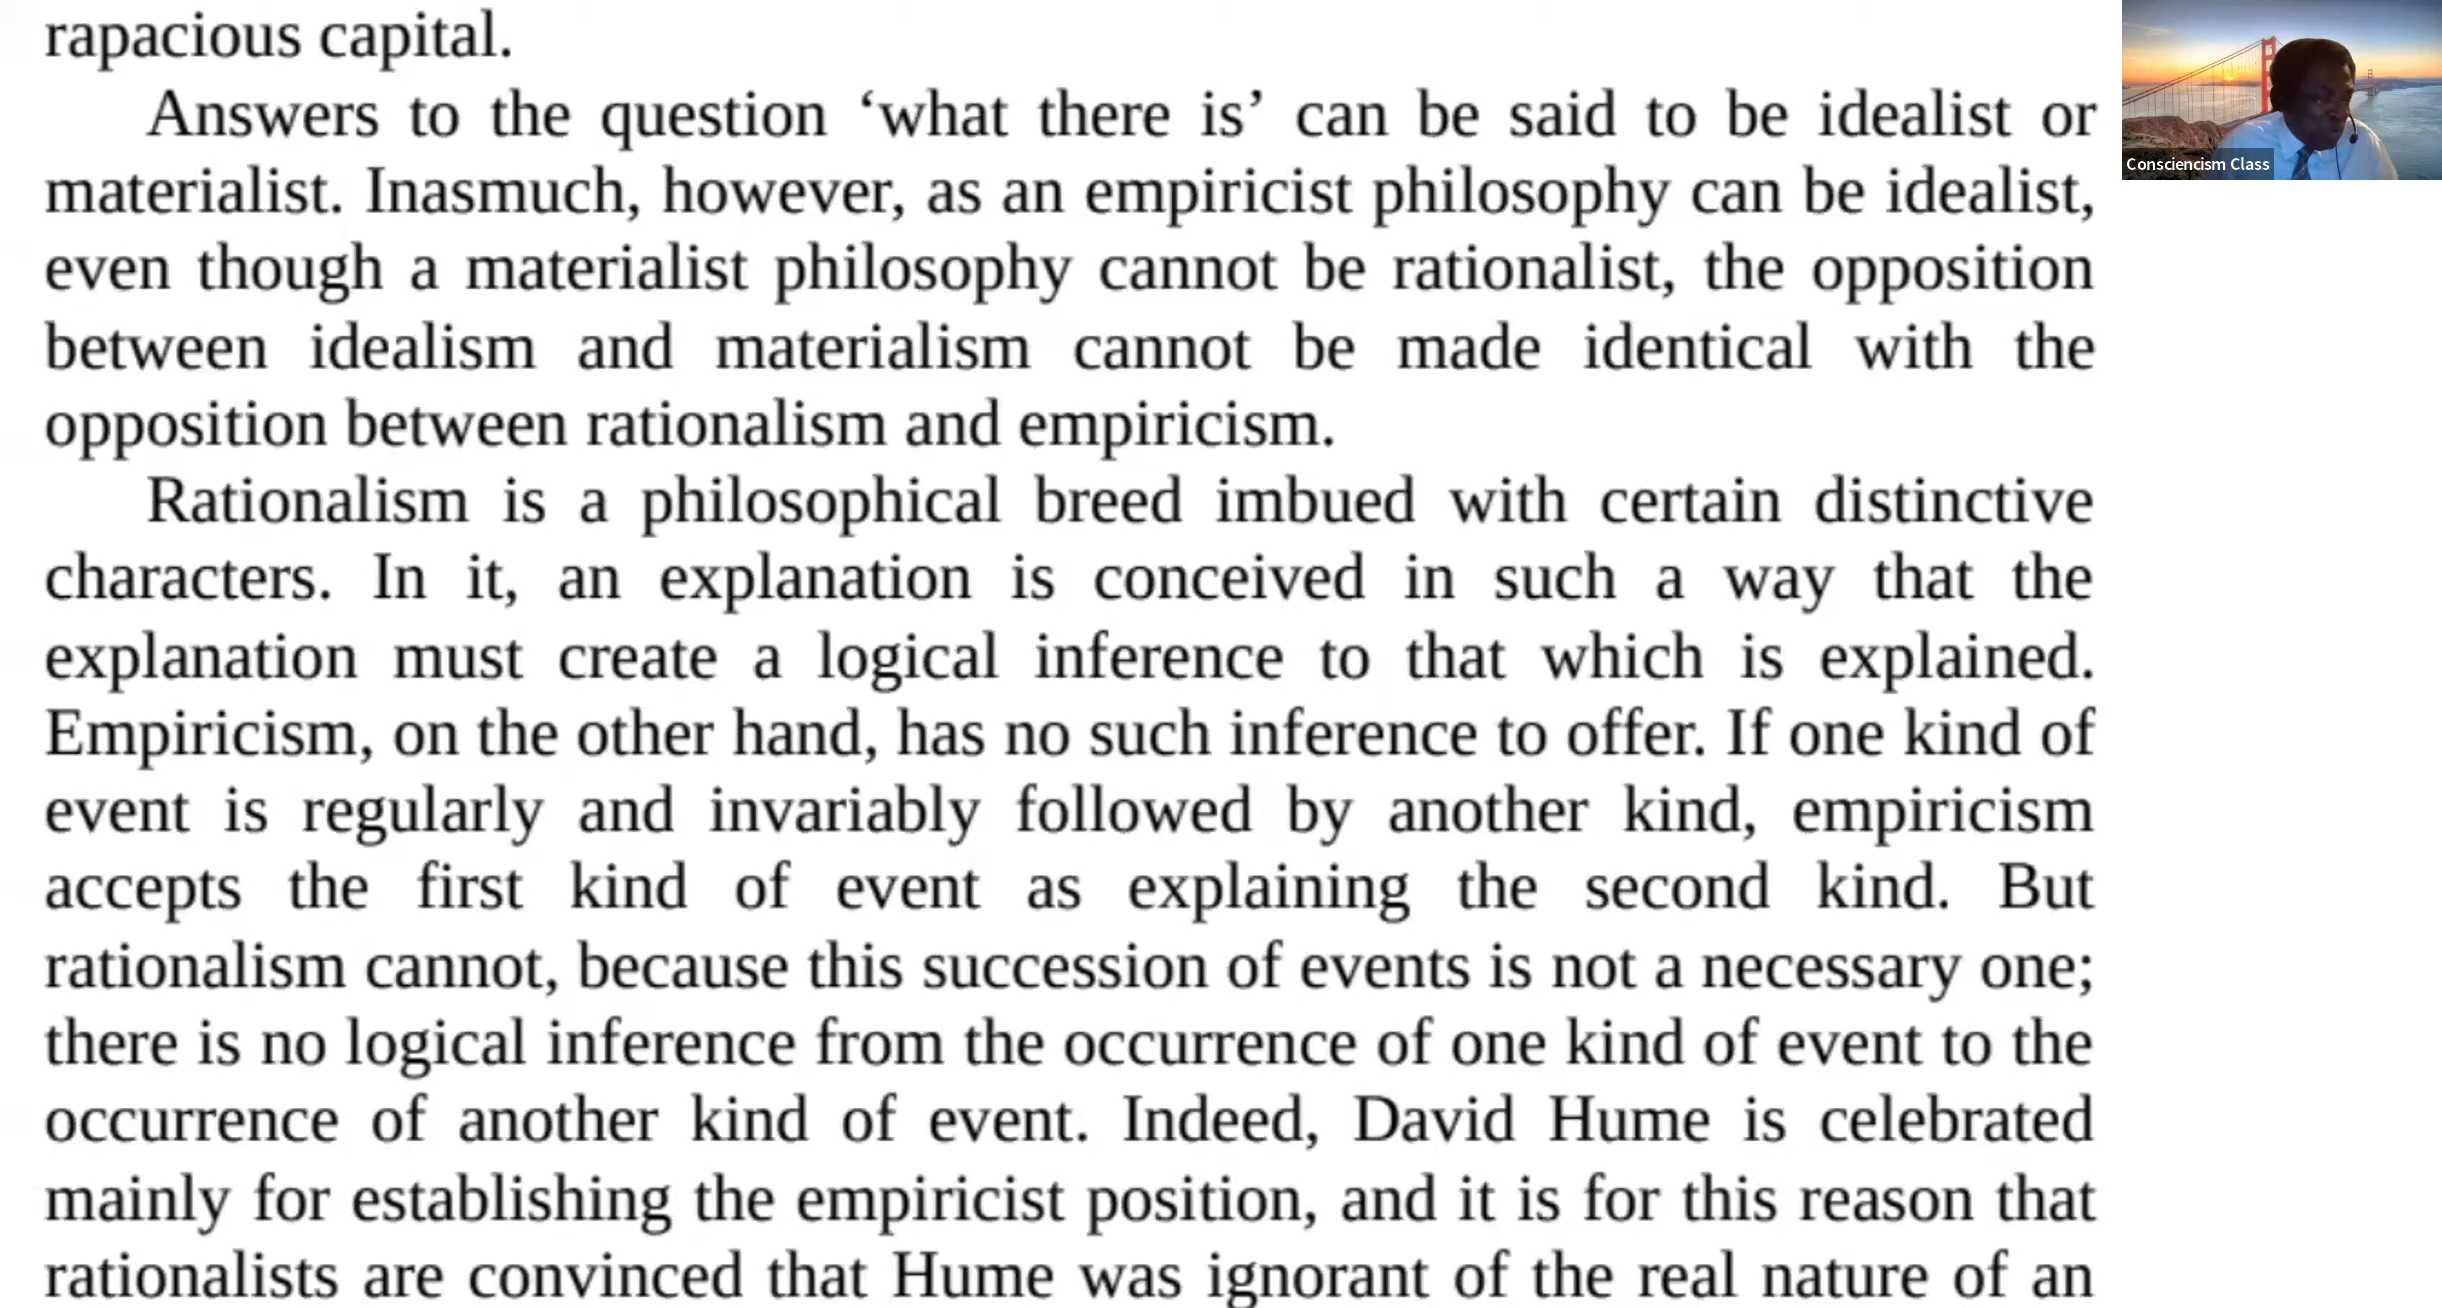 rapacious capital.
Answers to the question ‘what there is’ can be said to be idealist or
materialist. Inasmuch, however, as an empiricist philosophy can be idealist,
even though a materialist philosophy cannot be rationalist, the opposition
between idealism and materialism cannot be made identical with the
opposition between rationalism and empiricism.
Rationalism is a philosophical breed imbued with certain distinctive
characters. In it, an explanation is conceived in such a way that the
explanation must create a logical inference to that which is explained.
Empiricism, on the other hand, has no such inference to offer. If one kind of
event is regularly and invariably followed by another kind, empiricism
accepts the first kind of event as explaining the second kind. But
rationalism cannot, because this succession of events is not a necessary one;
there is no logical inference from the occurrence of one kind of event to the
occurrence of another kind of event. Indeed, David Hume is celebrated
mainly for establishing the empiricist position, and it is for this reason that
rationalists are convinced that Hume was ignorant of the real nature of an
Consciencism Class